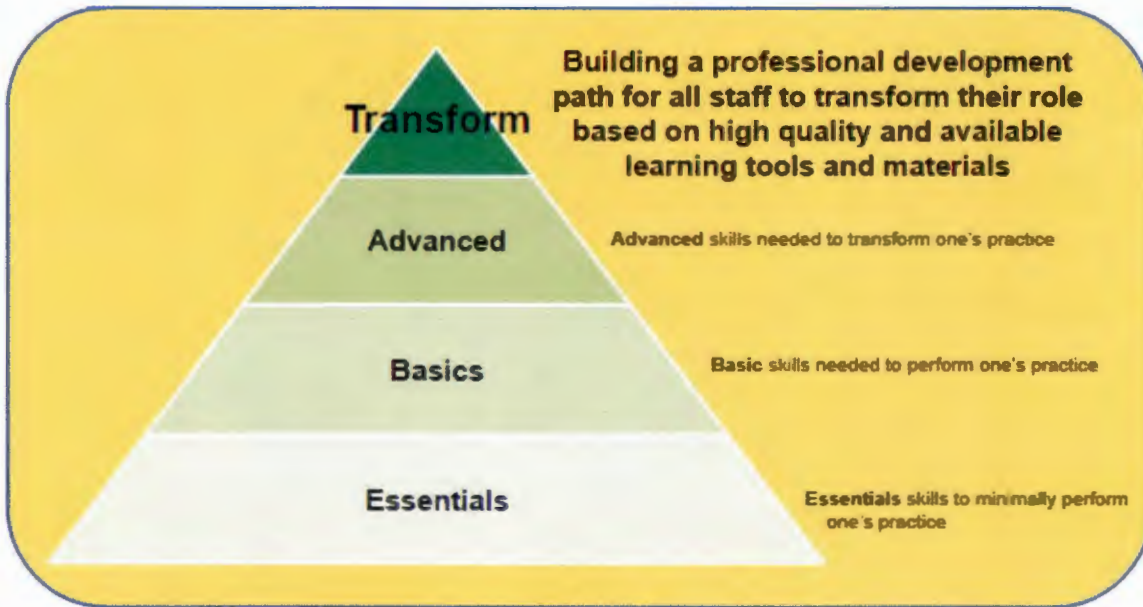 Building a professional development
path for all staff to transform their role
based on high quality and available
learning tools and materials
Transform
Advanced
Advanced skills needed to transform one's practice
Basics
Basic skills needed to perform one's practice
Essentials
Essentials skills to minimally perform
one's practice